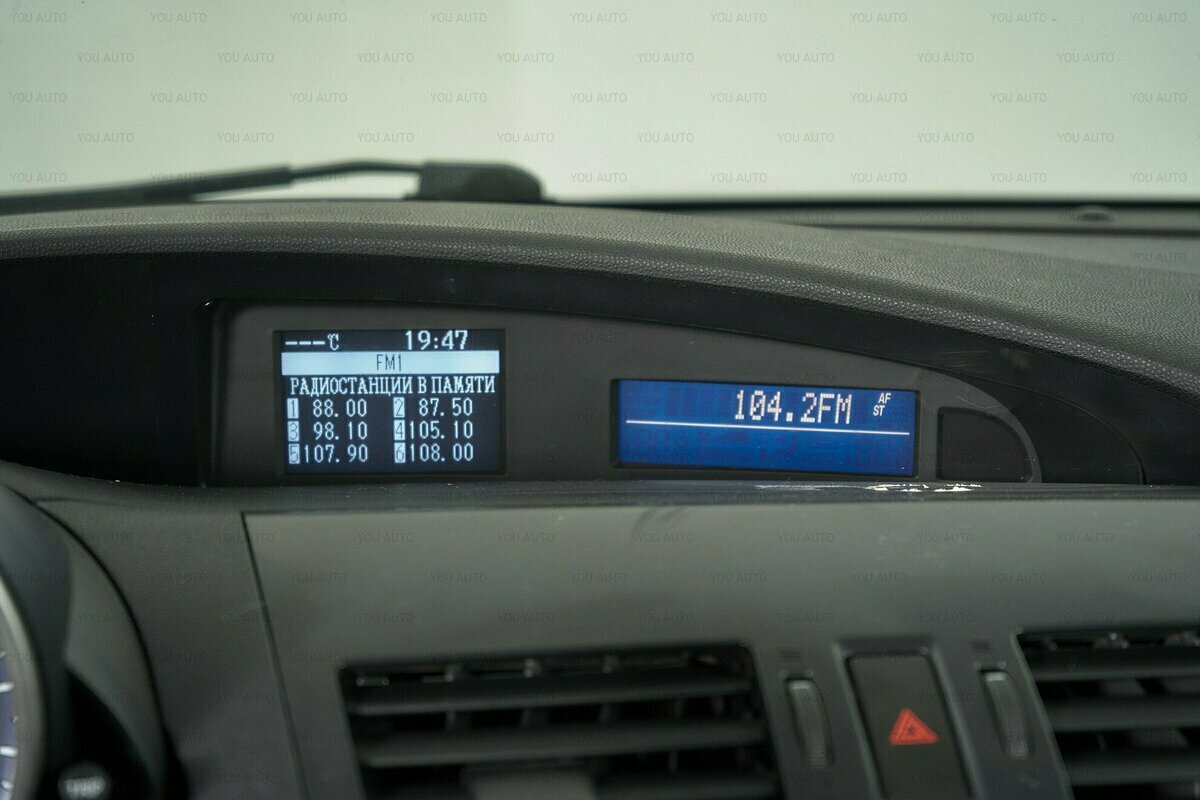 ---°C 19:47
FM1
РАДИОСТАНЦИИ В ПАМЯТИ
1 88.00 2 87.50
3 98.10 4 105.10
5 107.90 6 108.00
104.2FM AF
ST
YOU AUTO